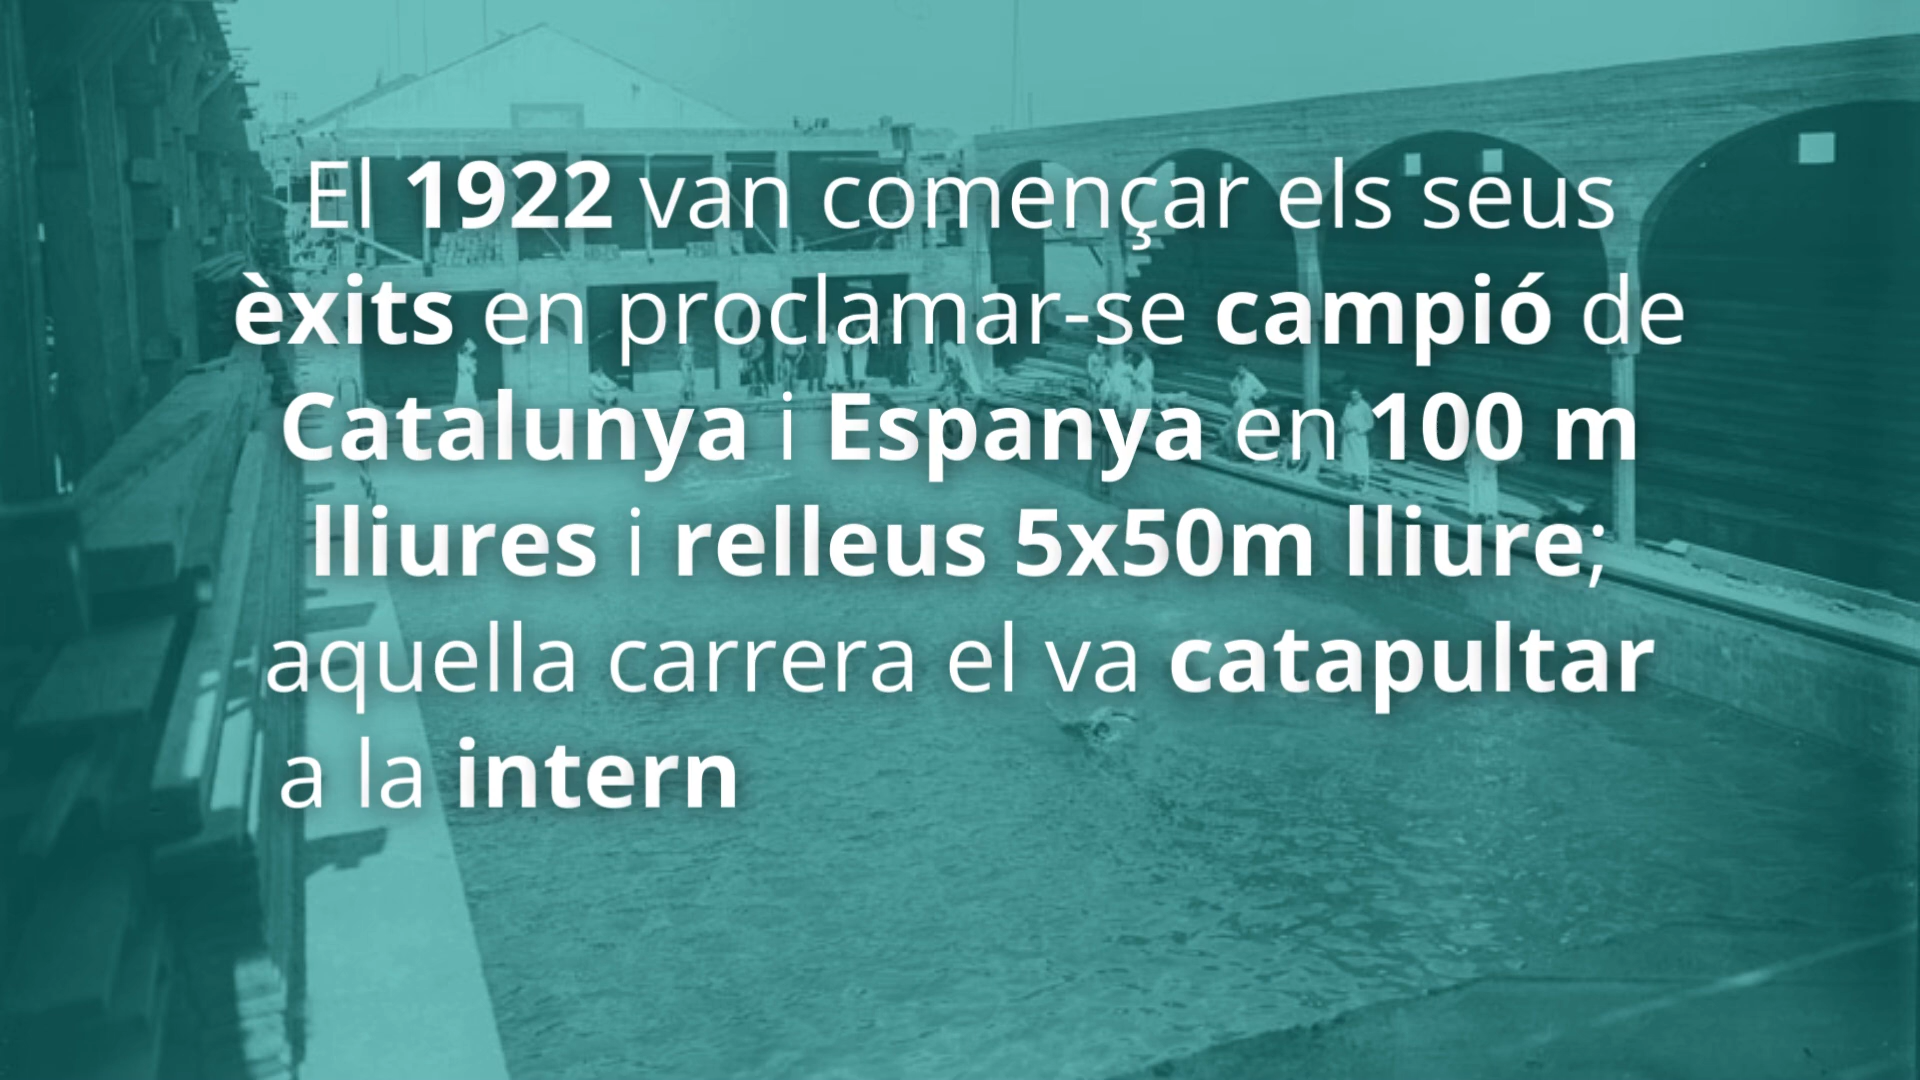 El 1922 van començar els seus
èxits en proclamar-se campió de
Catalunya i Espanya en 100 m
lliures i relleus 5x50m lliure;
aquella carrera el va catapultar
a la intern